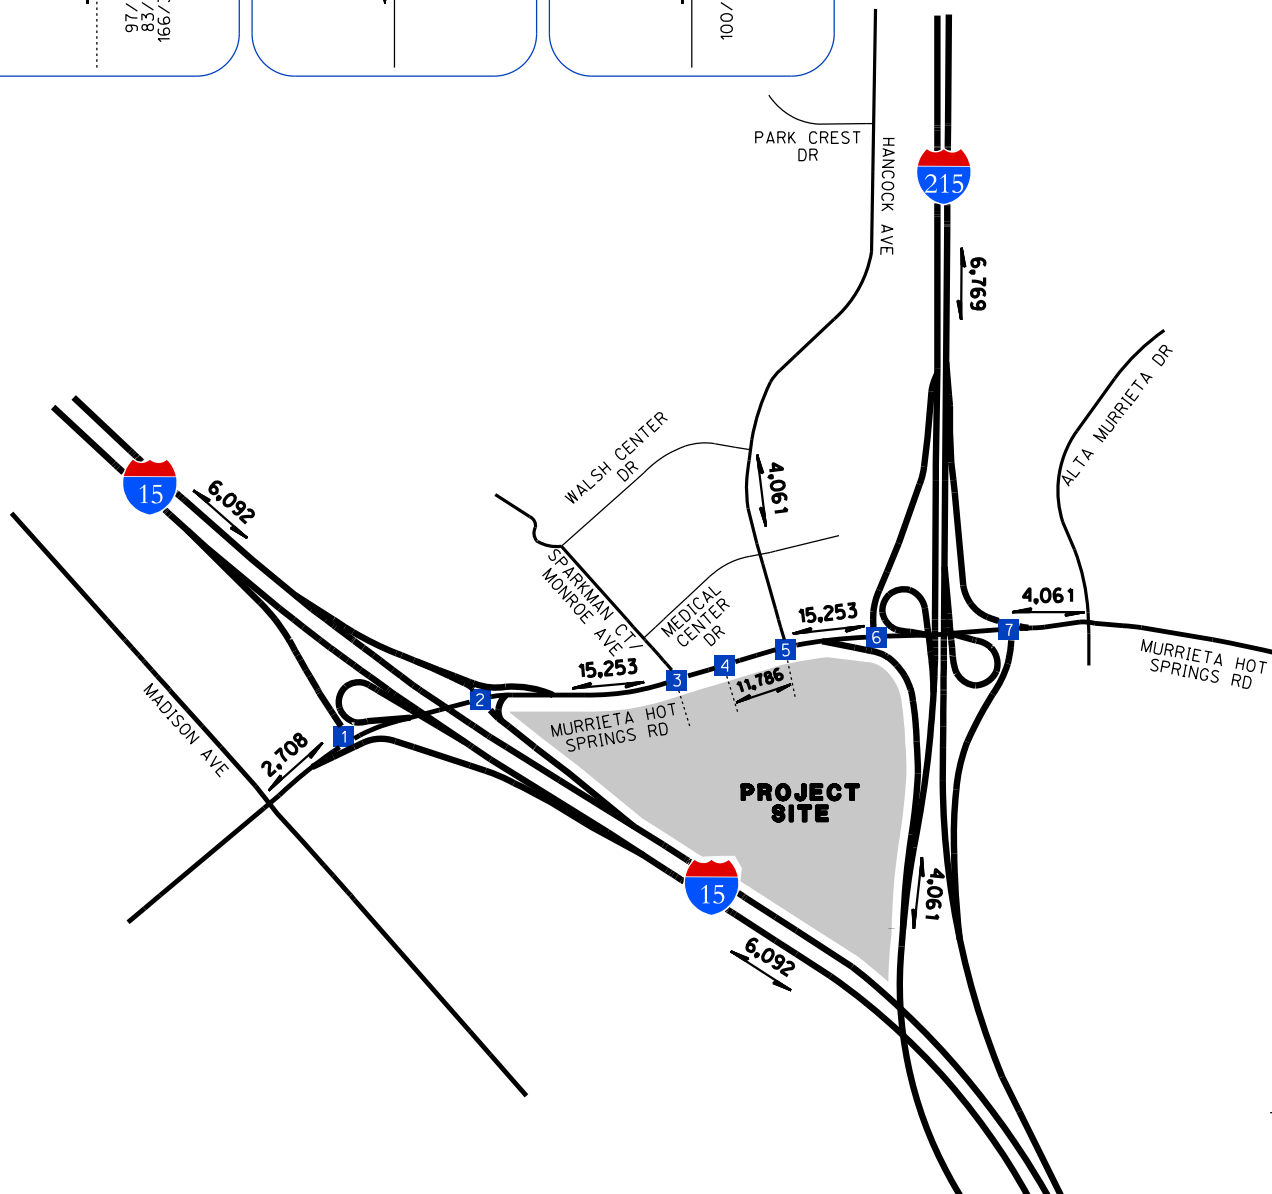 97/
83/
100/
PARK CREST
DR
HANCOCK AVE
215
6,769
ALTA MURRIETA DR
WALSH CENTER
DR
4,061
15
6,092
SPARKMAN CT/
MONROE AVE
MEDICAL
CENTER
DR
15,253
6
4,061
7
5
MURRIETA HOT
SPRINGS RD
15,253
4
3
11,786
2
MADISON AVE
1
2,708
MURRIETA HOT
SPRINGS RD
PROJECT
SITE
15
4,061
6,092